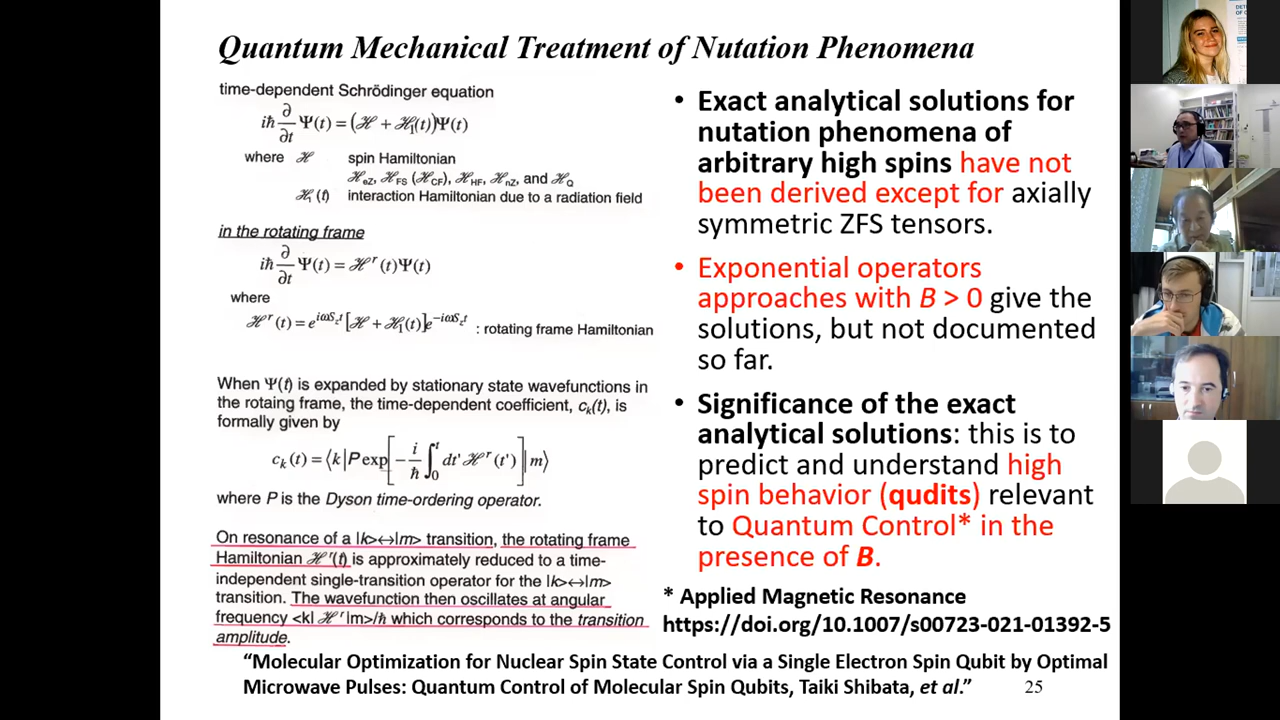 Quantum Mechanical Treatment of Nutation Phenomena
time-dependent Schrödinger equation
iħ ∂/∂t Ψ(t) = (ℋ + ℋ₁(t))Ψ(t)
where ℋ spin Hamiltonian
ℋeZ, ℋFS (ℋCF), ℋHF, ℋnZ, and ℋQ
ℋ₁(t) interaction Hamiltonian due to a radiation field
in the rotating frame
iħ ∂/∂t Ψ(t) = ℋʳ(t)Ψ(t)
where
ℋʳ(t) = e^{iωS_z t} [ℋ + ℋ₁(t)] e^{-iωS_z t} : rotating frame Hamiltonian
When Ψ(t) is expanded by stationary state wavefunctions in
the rotaing frame, the time-dependent coefficient, cₖ(t), is
formally given by
cₖ(t) = ⟨k|P exp[-i/ħ ∫₀ᵗ dt' ℋʳ(t')]|m⟩
where P is the Dyson time-ordering operator.
On resonance of a |k>↔|m> transition, the rotating frame
Hamiltonian ℋʳ(t) is approximately reduced to a time-
independent single-transition operator for the |k>↔|m>
transition. The wavefunction then oscillates at angular
frequency <k| ℋʳ |m>/ħ which corresponds to the transition
amplitude.
• Exact analytical solutions for
nutation phenomena of
arbitrary high spins have not
been derived except for axially
symmetric ZFS tensors.
• Exponential operators
approaches with B > 0 give the
solutions, but not documented
so far.
• Significance of the exact
analytical solutions: this is to
predict and understand high
spin behavior (qudits) relevant
to Quantum Control* in the
presence of B.
* Applied Magnetic Resonance
https://doi.org/10.1007/s00723-021-01392-5
“Molecular Optimization for Nuclear Spin State Control via a Single Electron Spin Qubit by Optimal
Microwave Pulses: Quantum Control of Molecular Spin Qubits, Taiki Shibata, et al.”
25